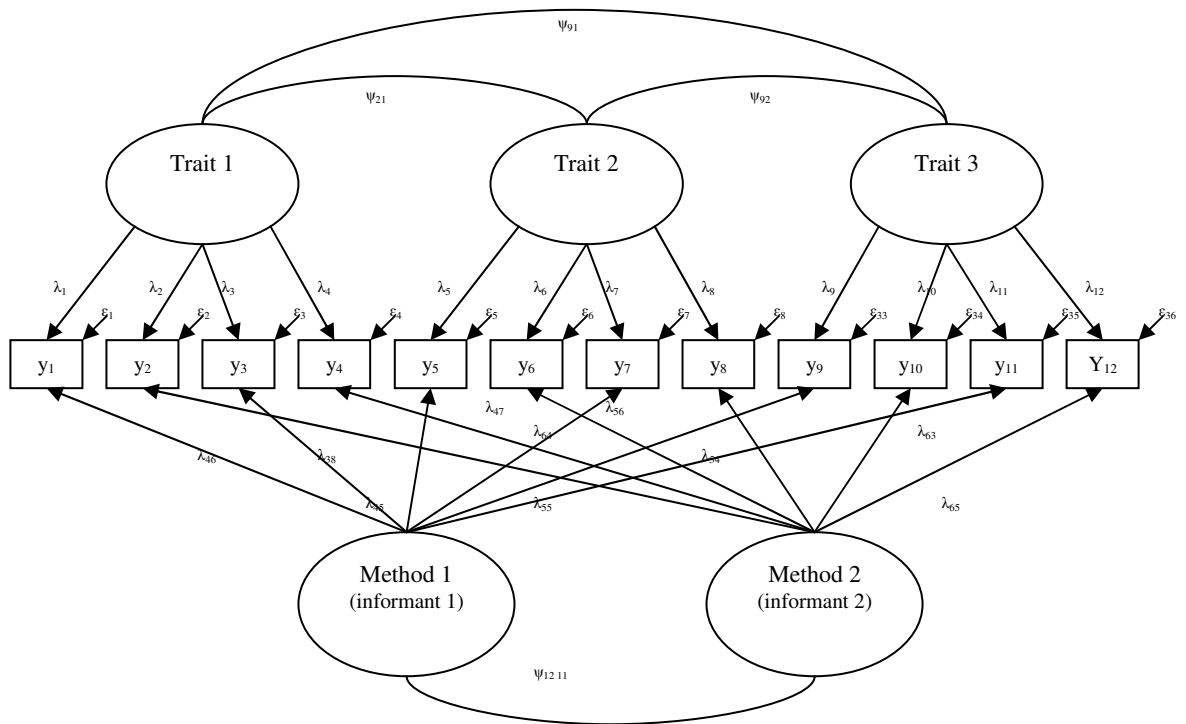 ψ91
ψ21
ψ92
Trait 1
Trait 2
Trait 3
λ1
λ2
λ3
λ4
λ5
λ6
λ7
λ8
λ9
λ10
λ11
λ12
ε1
ε2
ε3
ε4
ε5
ε6
ε7
ε8
ε33
ε34
ε35
ε36
y1
y2
y3
y4
y5
y6
y7
y8
y9
y10
y11
Y12
λ47
λ56
λ64
λ63
λ46
λ38
λ54
λ45
λ55
λ65
Method 1
(informant 1)
Method 2
(informant 2)
ψ12 11